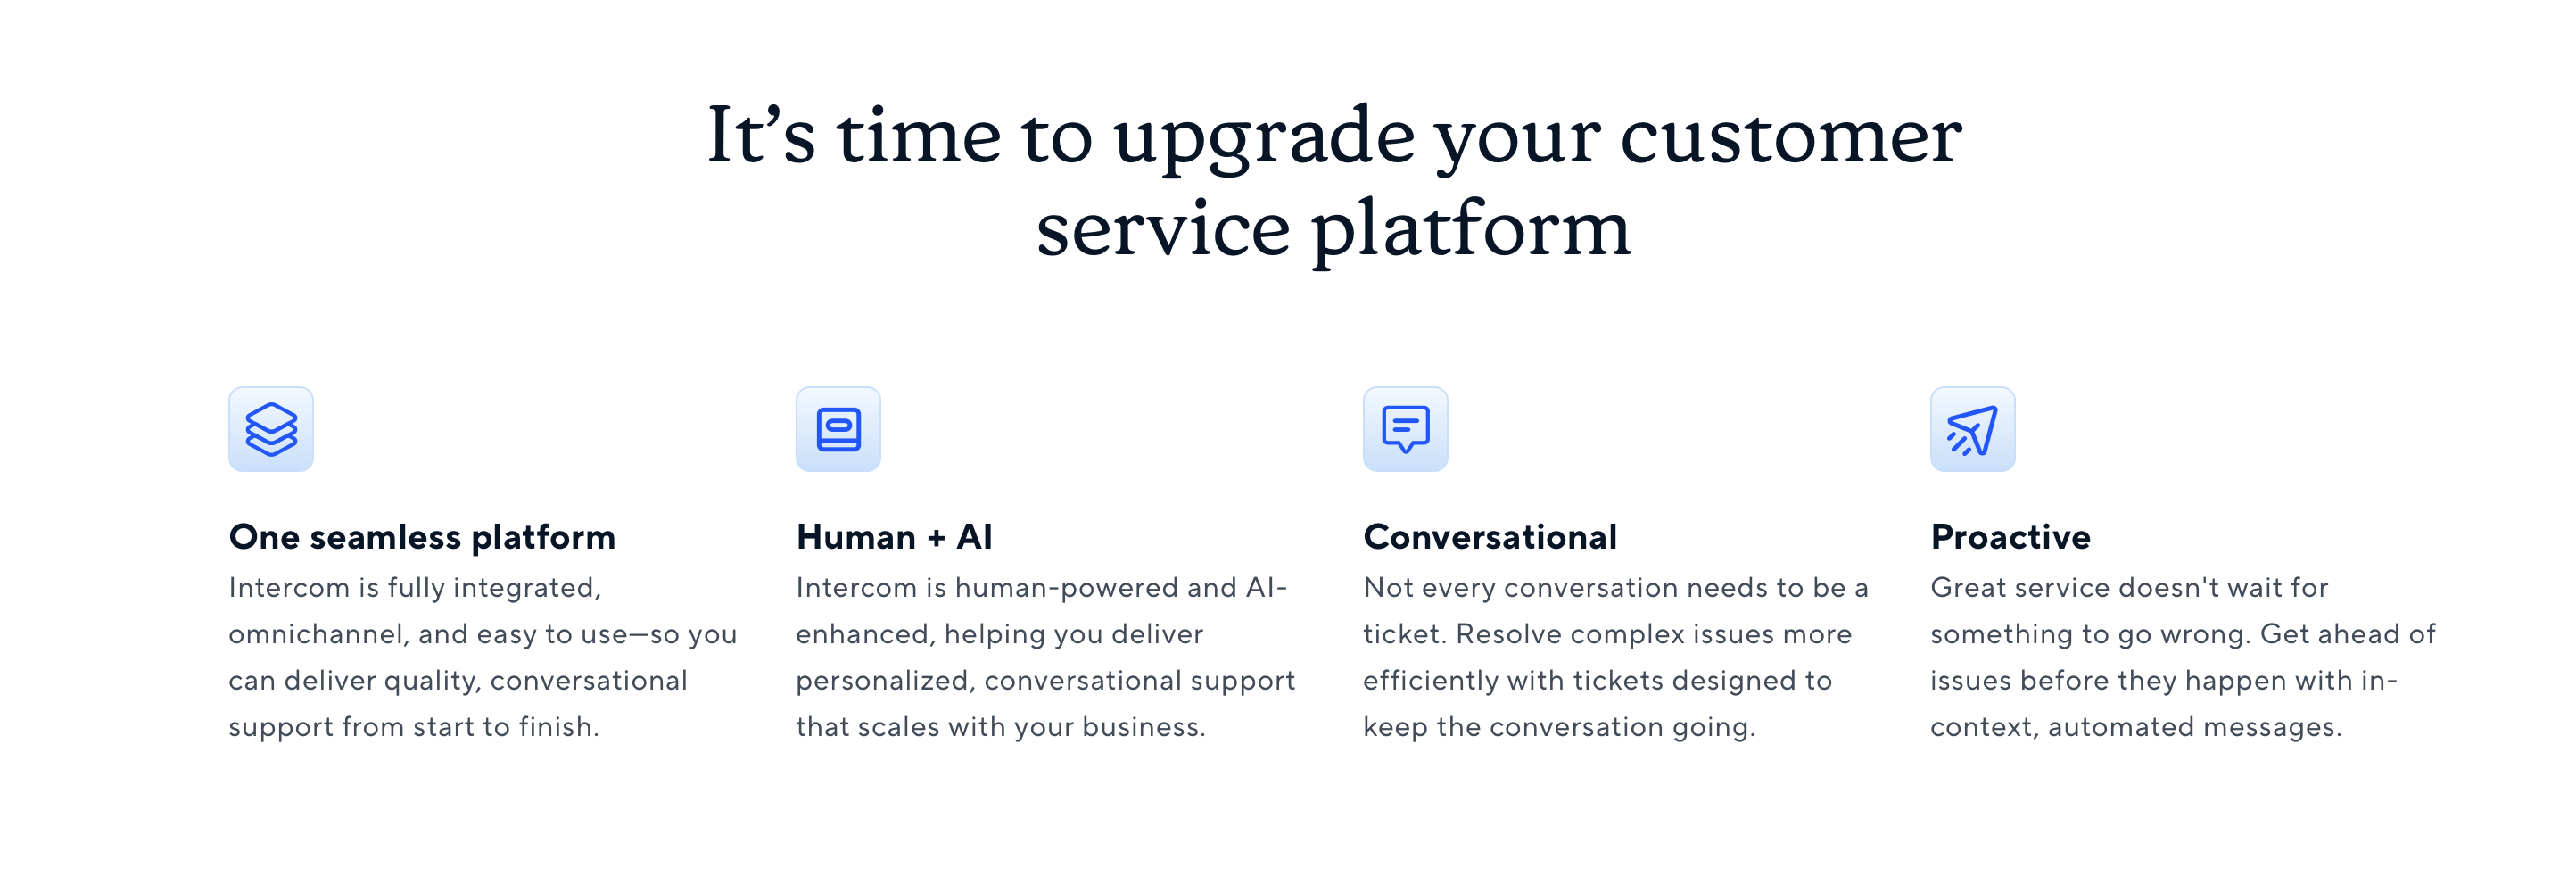 It’s time to upgrade your customer
service platform
One seamless platform
Intercom is fully integrated,
omnichannel, and easy to use—so you
can deliver quality, conversational
support from start to finish.
Human + AI
Intercom is human-powered and AI-
enhanced, helping you deliver
personalized, conversational support
that scales with your business.
Conversational
Not every conversation needs to be a
ticket. Resolve complex issues more
efficiently with tickets designed to
keep the conversation going.
Proactive
Great service doesn't wait for
something to go wrong. Get ahead of
issues before they happen with in-
context, automated messages.